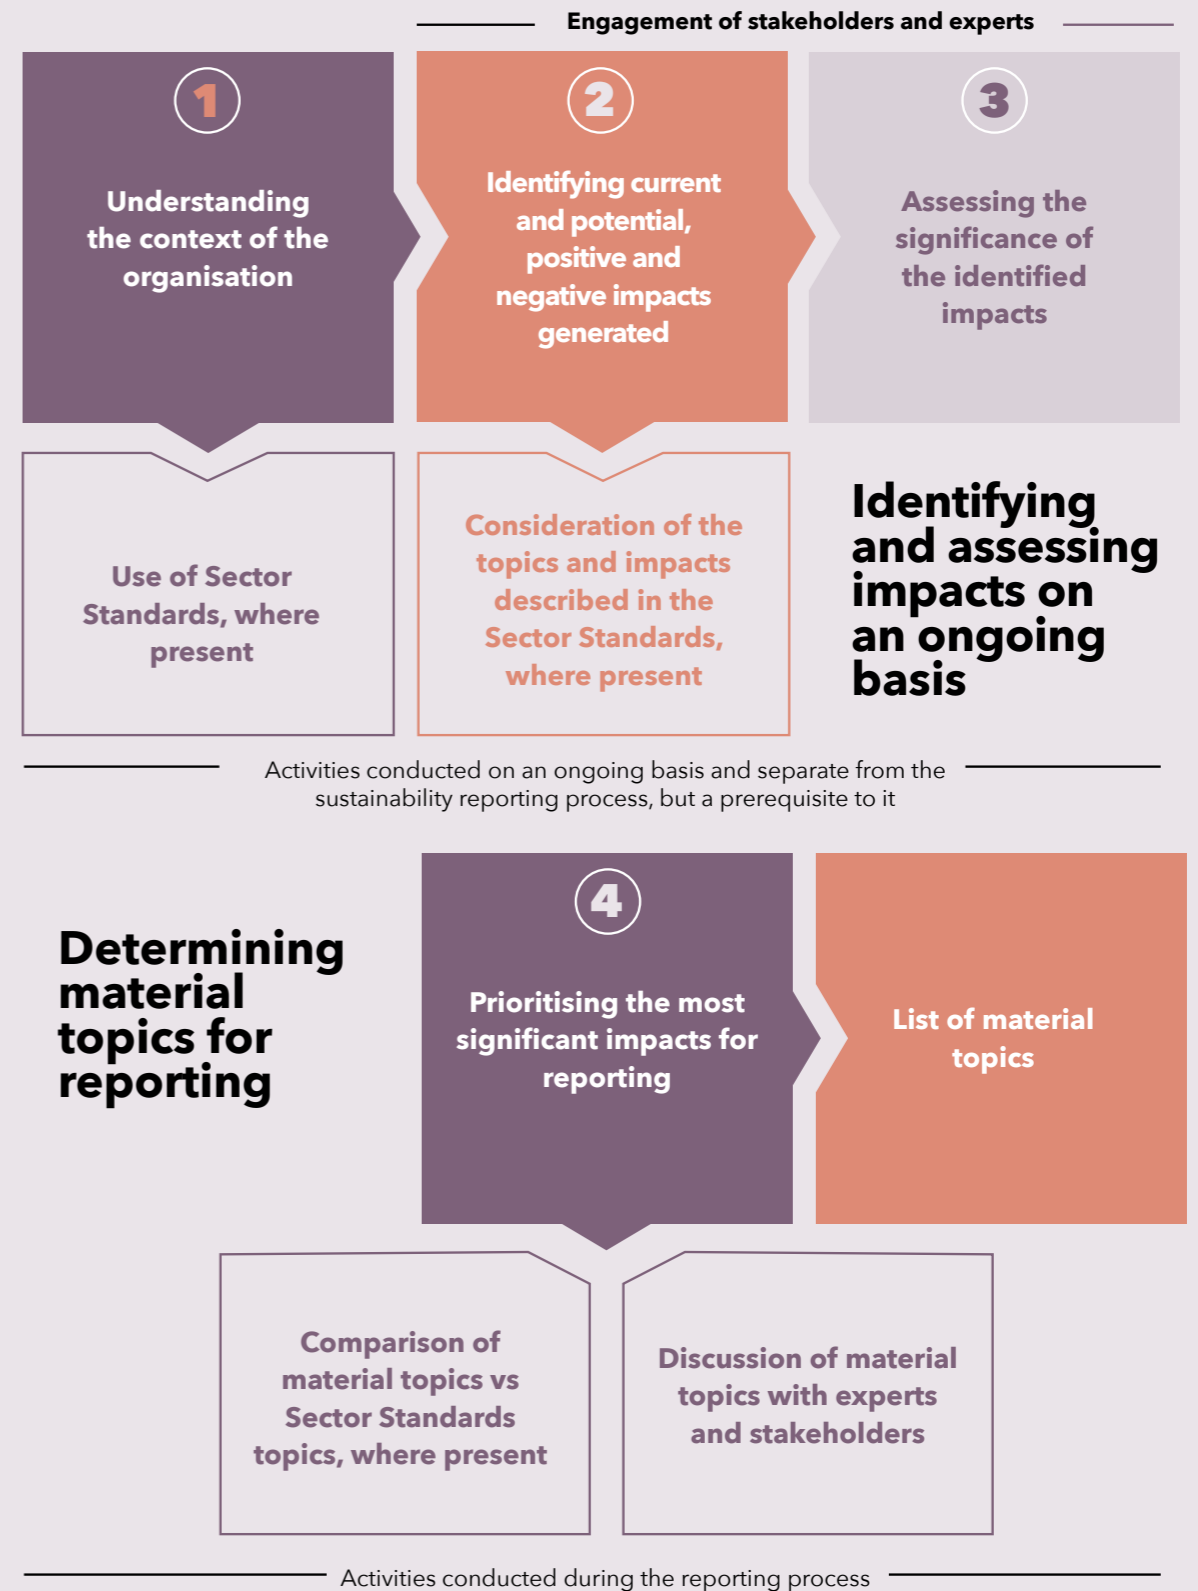 Engagement of stakeholders and experts
1
Understanding
the context of the
organisation
2
Identifying current
and potential,
positive and
negative impacts
generated
3
Assessing the
significance of
the identified
impacts
Use of Sector
Standards, where
present
Consideration of the
topics and impacts
described in the
Sector Standards,
where present
Identifying
and assessing
impacts on
an ongoing
basis
Activities conducted on an ongoing basis and separate from the
sustainability reporting process, but a prerequisite to it
Determining
material
topics for
reporting
4
Prioritising the most
significant impacts for
reporting
List of material
topics
Comparison of
material topics vs
Sector Standards
topics, where present
Discussion of material
topics with experts
and stakeholders
Activities conducted during the reporting process